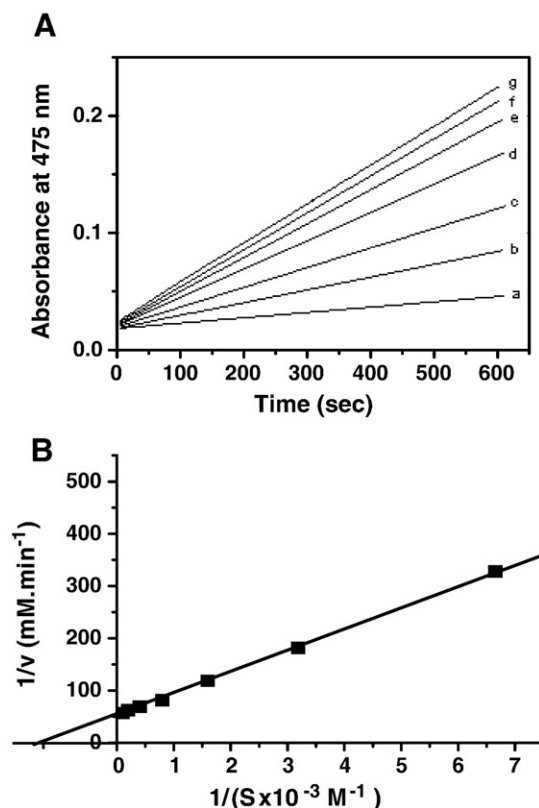 A
Absorbance at 475 nm
0.2
0.1
0.0
g
f
e
d
c
b
a
0 100 200 300 400 500 600
Time (sec)
B
1/v (mM.min⁻¹)
500
400
300
200
100
0
0 1 2 3 4 5 6 7
1/(S x10⁻³ M⁻¹)